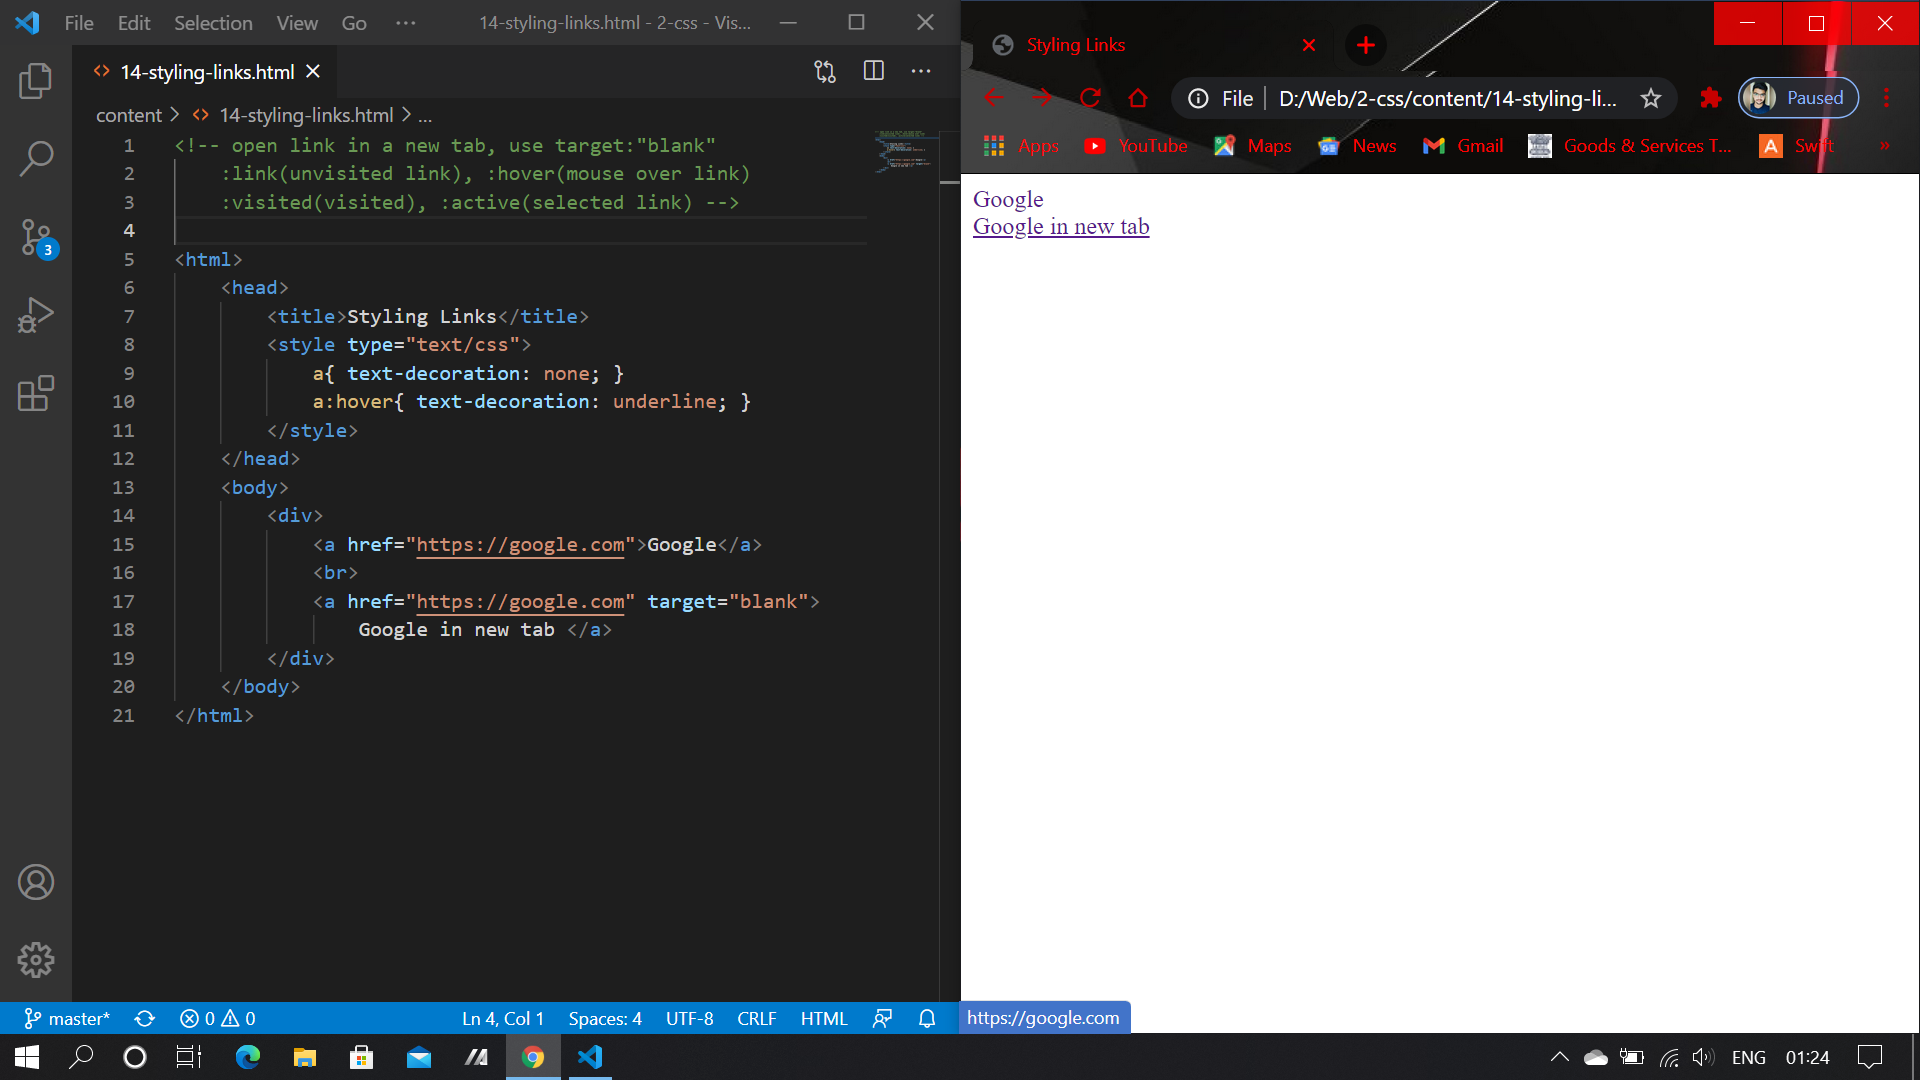 File Edit Selection View Go ··· 14-styling-links.html - 2-css - Vis...
14-styling-links.html
content > 14-styling-links.html > ...
1 <!-- open link in a new tab, use target:"blank"
2 :link(unvisited link), :hover(mouse over link)
3 :visited(visited), :active(selected link) -->
4
5 <html>
6 <head>
7 <title>Styling Links</title>
8 <style type="text/css">
9 a{ text-decoration: none; }
10 a:hover{ text-decoration: underline; }
11 </style>
12 </head>
13 <body>
14 <div>
15 <a href="https://google.com">Google</a>
16 <br>
17 <a href="https://google.com" target="blank">
18 Google in new tab </a>
19 </div>
20 </body>
21 </html>
3
master* 0 0 Ln 4, Col 1 Spaces: 4 UTF-8 CRLF HTML
Styling Links
File D:/Web/2-css/content/14-styling-li... Paused
Apps YouTube Maps News Gmail Goods & Services T... A Swift »
Google
Google in new tab
https://google.com
ENG 01:24